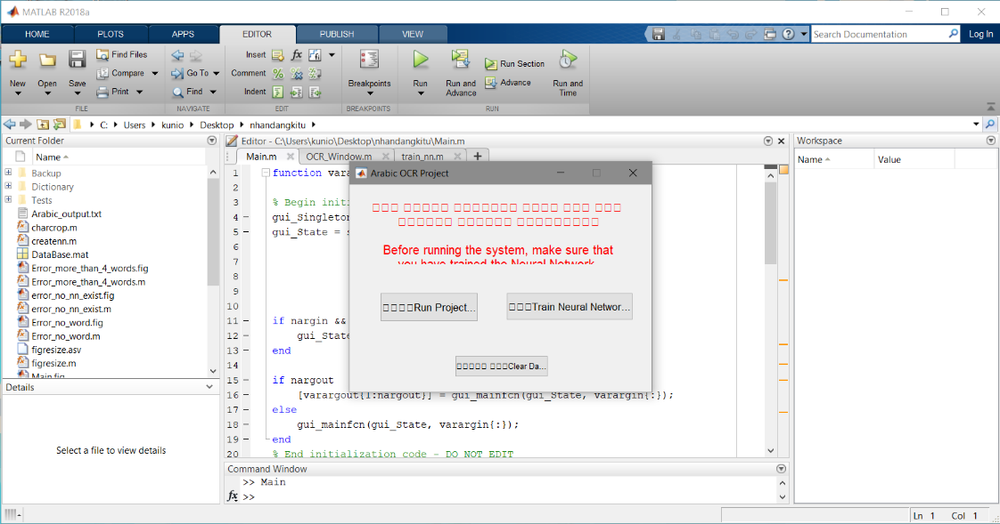 MATLAB R2018a
HOME PLOTS APPS EDITOR PUBLISH VIEW
Search Documentation
Log In
New Open Save
Find Files
Compare
Print
FILE
Go To
Find
NAVIGATE
Insert
Comment
Indent
EDIT
Breakpoints
BREAKPOINTS
Run
Run and Advance
Run Section
Advance
Run and Time
RUN
C: Users kunio Desktop nhandangkitu
Current Folder
Name
Backup
Dictionary
Tests
Arabic_output.txt
charcrop.m
createnn.m
DataBase.mat
Error_more_than_4_words.fig
Error_more_than_4_words.m
error_no_nn_exist.fig
error_no_nn_exist.m
Error_no_word.fig
Error_no_word.m
figresize.asv
figresize.m
Main.fig
Details
Select a file to view details
Editor - C:\Users\kunio\Desktop\nhandangkitu\Main.m
Main.m OCR_Window.m train_nn.m
1 function vara
2
3 % Begin initi
4 gui_Singleton
5 gui_State = s
6
7
8
9
10
11 if nargin &&
12 gui_State
13 end
14
15 if nargout
16 [varargout{1:nargout}] = gui_mainfcn(gui_State, varargin{:});
17 else
18 gui_mainfcn(gui_State, varargin{:});
19 end
20 % End initialization code - DO NOT EDIT
Arabic OCR Project
Before running the system, make sure that
you have trained the Neural Network
Run Project...
Train Neural Networ...
Clear Da...
Command Window
>> Main
fx >>
Workspace
Name Value
Ln 1 Col 1